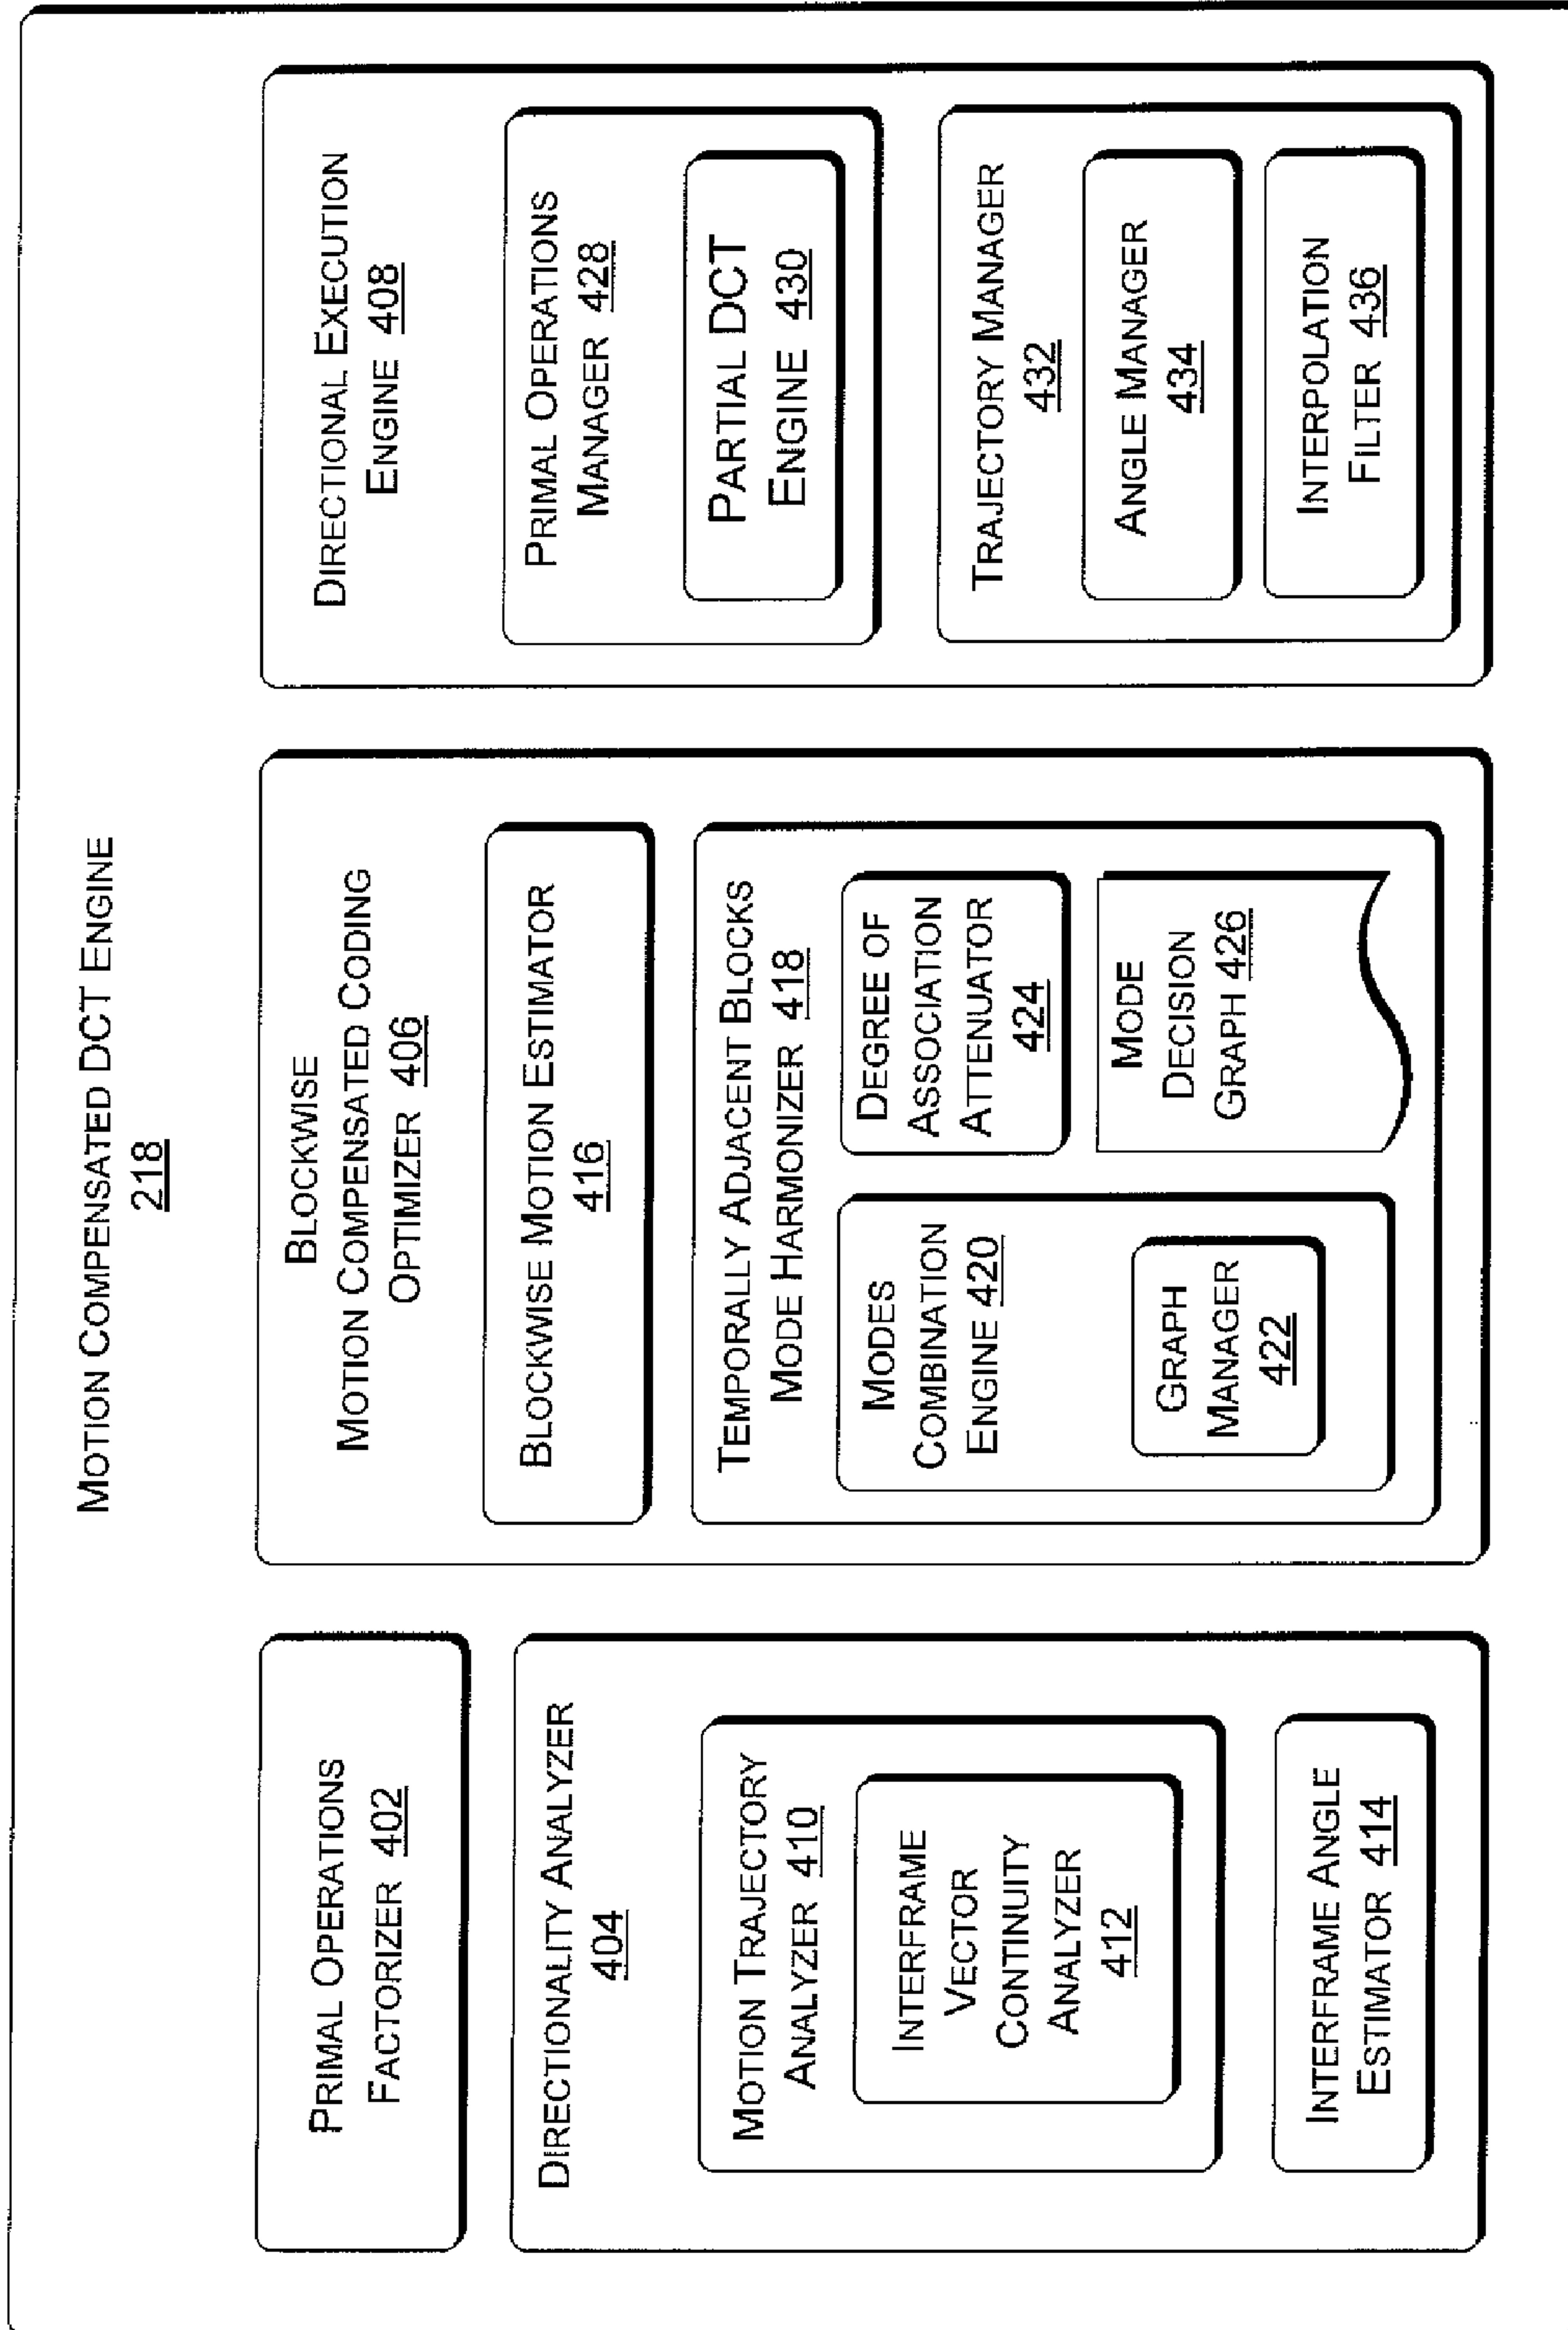 MOTION COMPENSATED DCT ENGINE
218
PRIMAL OPERATIONS
FACTORIZER 402
DIRECTIONALITY ANALYZER
404
MOTION TRAJECTORY
ANALYZER 410
INTERFRAME
VECTOR
CONTINUITY
ANALYZER
412
INTERFRAME ANGLE
ESTIMATOR 414
BLOCKWISE
MOTION COMPENSATED CODING
OPTIMIZER 406
BLOCKWISE MOTION ESTIMATOR
416
TEMPORALLY ADJACENT BLOCKS
MODE HARMONIZER 418
MODES
COMBINATION
ENGINE 420
GRAPH
MANAGER
422
DEGREE OF
ASSOCIATION
ATTENUATOR
424
MODE
DECISION
GRAPH 426
DIRECTIONAL EXECUTION
ENGINE 408
PRIMAL OPERATIONS
MANAGER 428
PARTIAL DCT
ENGINE 430
TRAJECTORY MANAGER
432
ANGLE MANAGER
434
INTERPOLATION
FILTER 436